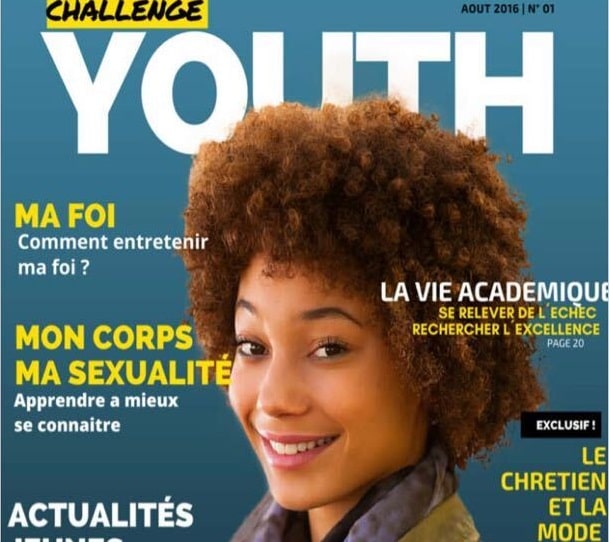 CHALLENGE
AOUT 2016 | N° 01
YOUTH
MA FOI
Comment entretenir
ma foi ?
LA VIE ACADEMIQUE
SE RELEVER DE L'ECHEC
RECHERCHER L'EXCELLENCE
PAGE 20
MON CORPS
MA SEXUALITÉ
Apprendre a mieux
se connaitre
EXCLUSIF !
LE
CHRETIEN
ET LA
MODE
ACTUALITÉS
JEUNES